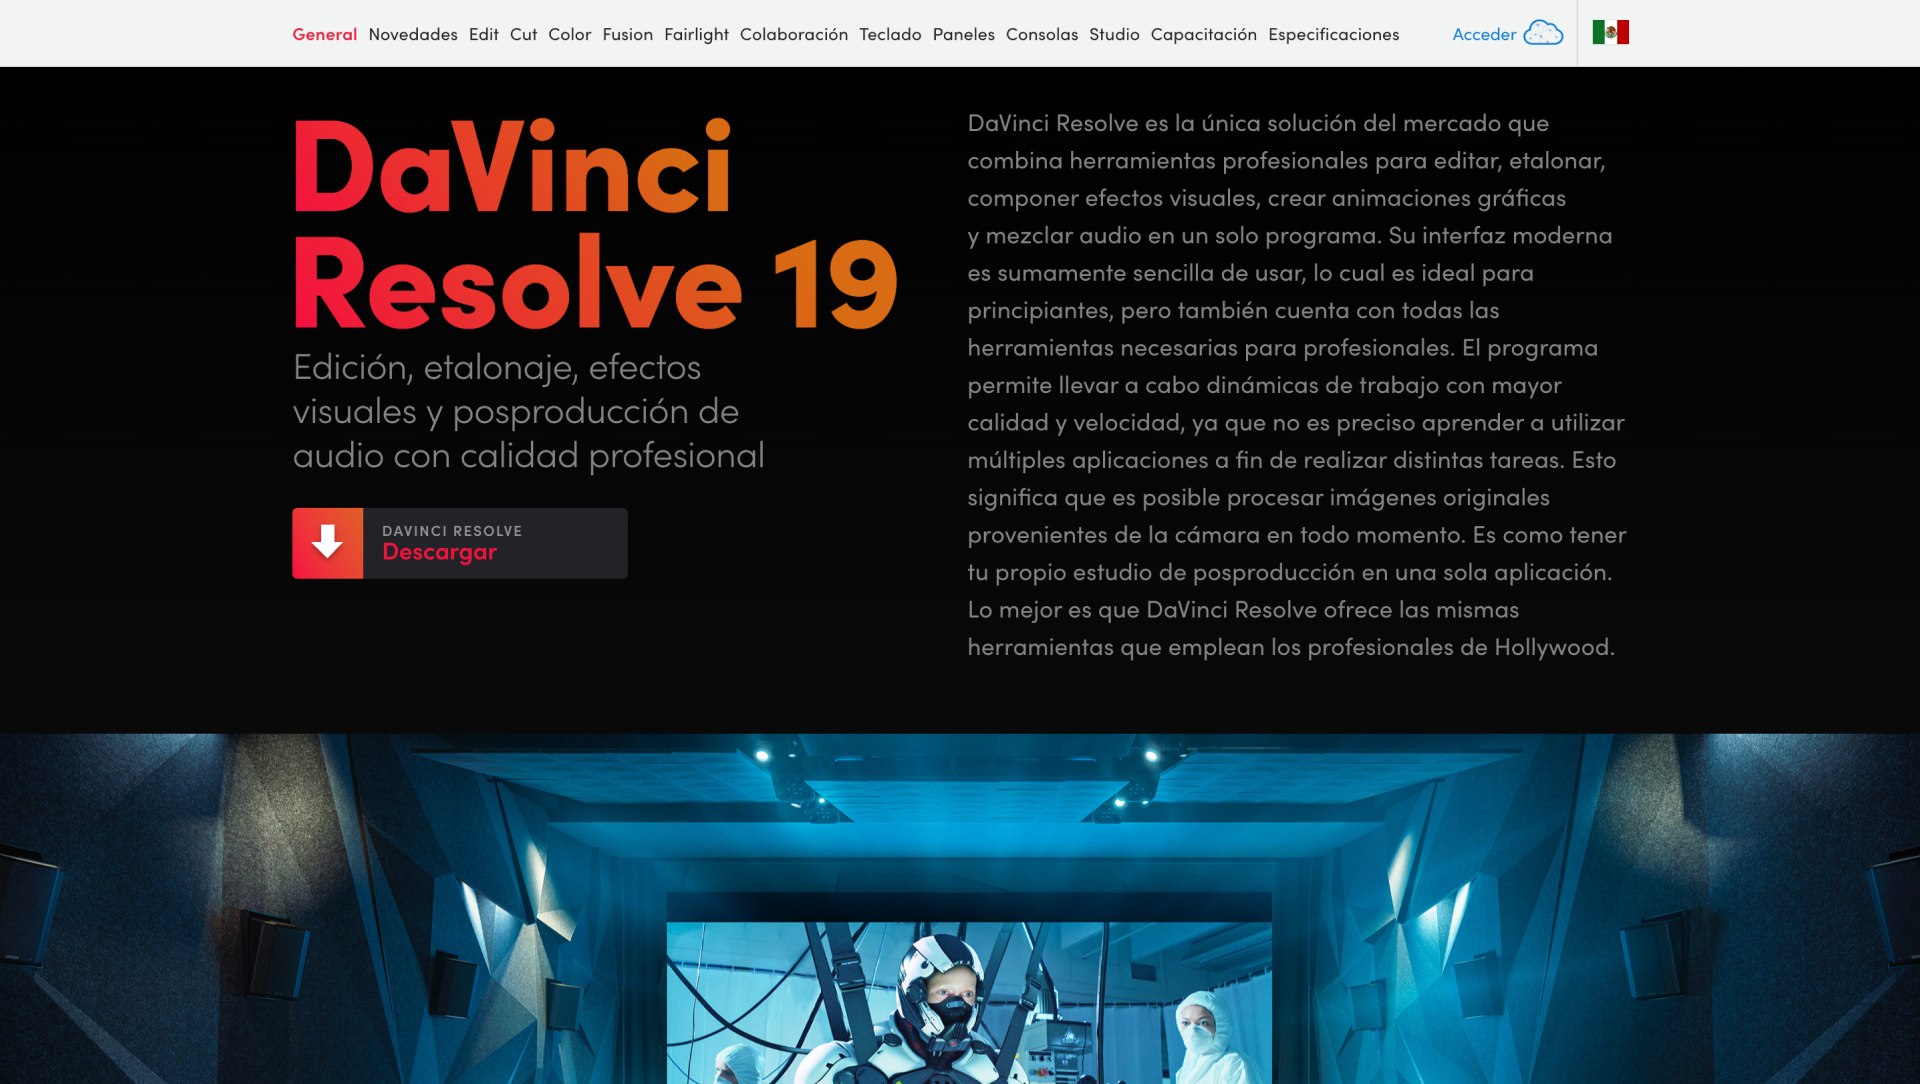 General Novedades Edit Cut Color Fusion Fairlight Colaboración Teclado Paneles Consolas Studio Capacitación Especificaciones Acceder
DaVinci
Resolve 19
Edición, etalonaje, efectos
visuales y posproducción de
audio con calidad profesional
DAVINCI RESOLVE
Descargar
DaVinci Resolve es la única solución del mercado que
combina herramientas profesionales para editar, etalonar,
componer efectos visuales, crear animaciones gráficas
y mezclar audio en un solo programa. Su interfaz moderna
es sumamente sencilla de usar, lo cual es ideal para
principiantes, pero también cuenta con todas las
herramientas necesarias para profesionales. El programa
permite llevar a cabo dinámicas de trabajo con mayor
calidad y velocidad, ya que no es preciso aprender a utilizar
múltiples aplicaciones a fin de realizar distintas tareas. Esto
significa que es posible procesar imágenes originales
provenientes de la cámara en todo momento. Es como tener
tu propio estudio de posproducción en una sola aplicación.
Lo mejor es que DaVinci Resolve ofrece las mismas
herramientas que emplean los profesionales de Hollywood.